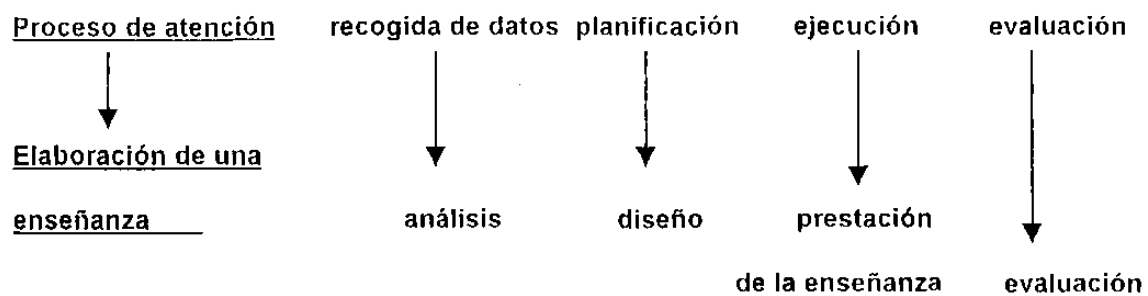 Proceso de atención recogida de datos planificación ejecución evaluación
Elaboración de una
enseñanza análisis diseño prestación
de la enseñanza evaluación